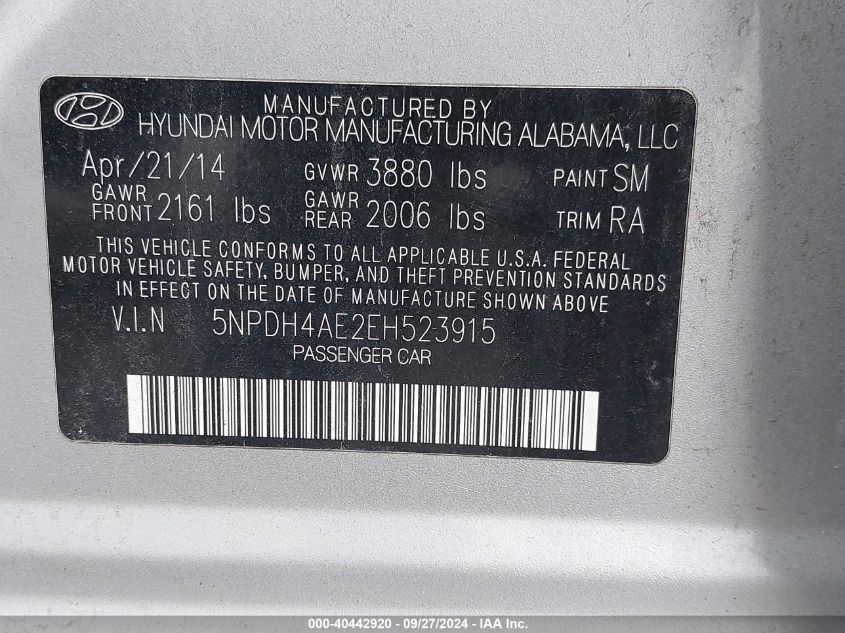 MANUFACTURED BY
HYUNDAI MOTOR MANUFACTURING ALABAMA, LLC
Apr/21/14 GVWR 3880 lbs PAINT SM
GAWR FRONT 2161 lbs GAWR REAR 2006 lbs TRIM RA
THIS VEHICLE CONFORMS TO ALL APPLICABLE U.S.A. FEDERAL
MOTOR VEHICLE SAFETY, BUMPER, AND THEFT PREVENTION STANDARDS
IN EFFECT ON THE DATE OF MANUFACTURE SHOWN ABOVE
V.I.N 5NPDH4AE2EH523915
PASSENGER CAR
000-40442920 - 09/27/2024 - IAA Inc.